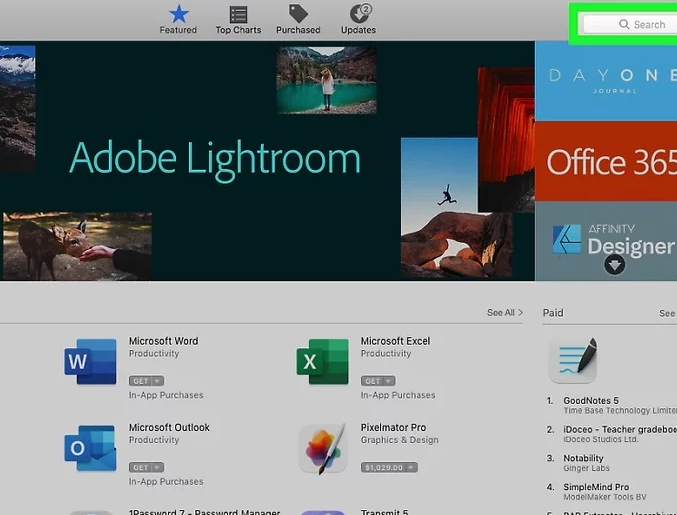 Featured
Top Charts
Purchased
Updates
2
Search
Adobe Lightroom
DAY ONE
JOURNAL
Office 365
AFFINITY
Designer
See All >
Microsoft Word
Productivity
GET
In-App Purchases
Microsoft Excel
Productivity
GET
In-App Purchases
Microsoft Outlook
Productivity
GET
In-App Purchases
Pixelmator Pro
Graphics & Design
$1,029.00
1Password 7 - Password Manager
Transmit 5
Paid
See
1. GoodNotes 5
Time Base Technology Limite
2. iDoceo - Teacher gradeboo
iDoceo Studios Ltd.
3. Notability
Ginger Labs
4. SimpleMind Pro
ModelMaker Tools BV
W
X
O